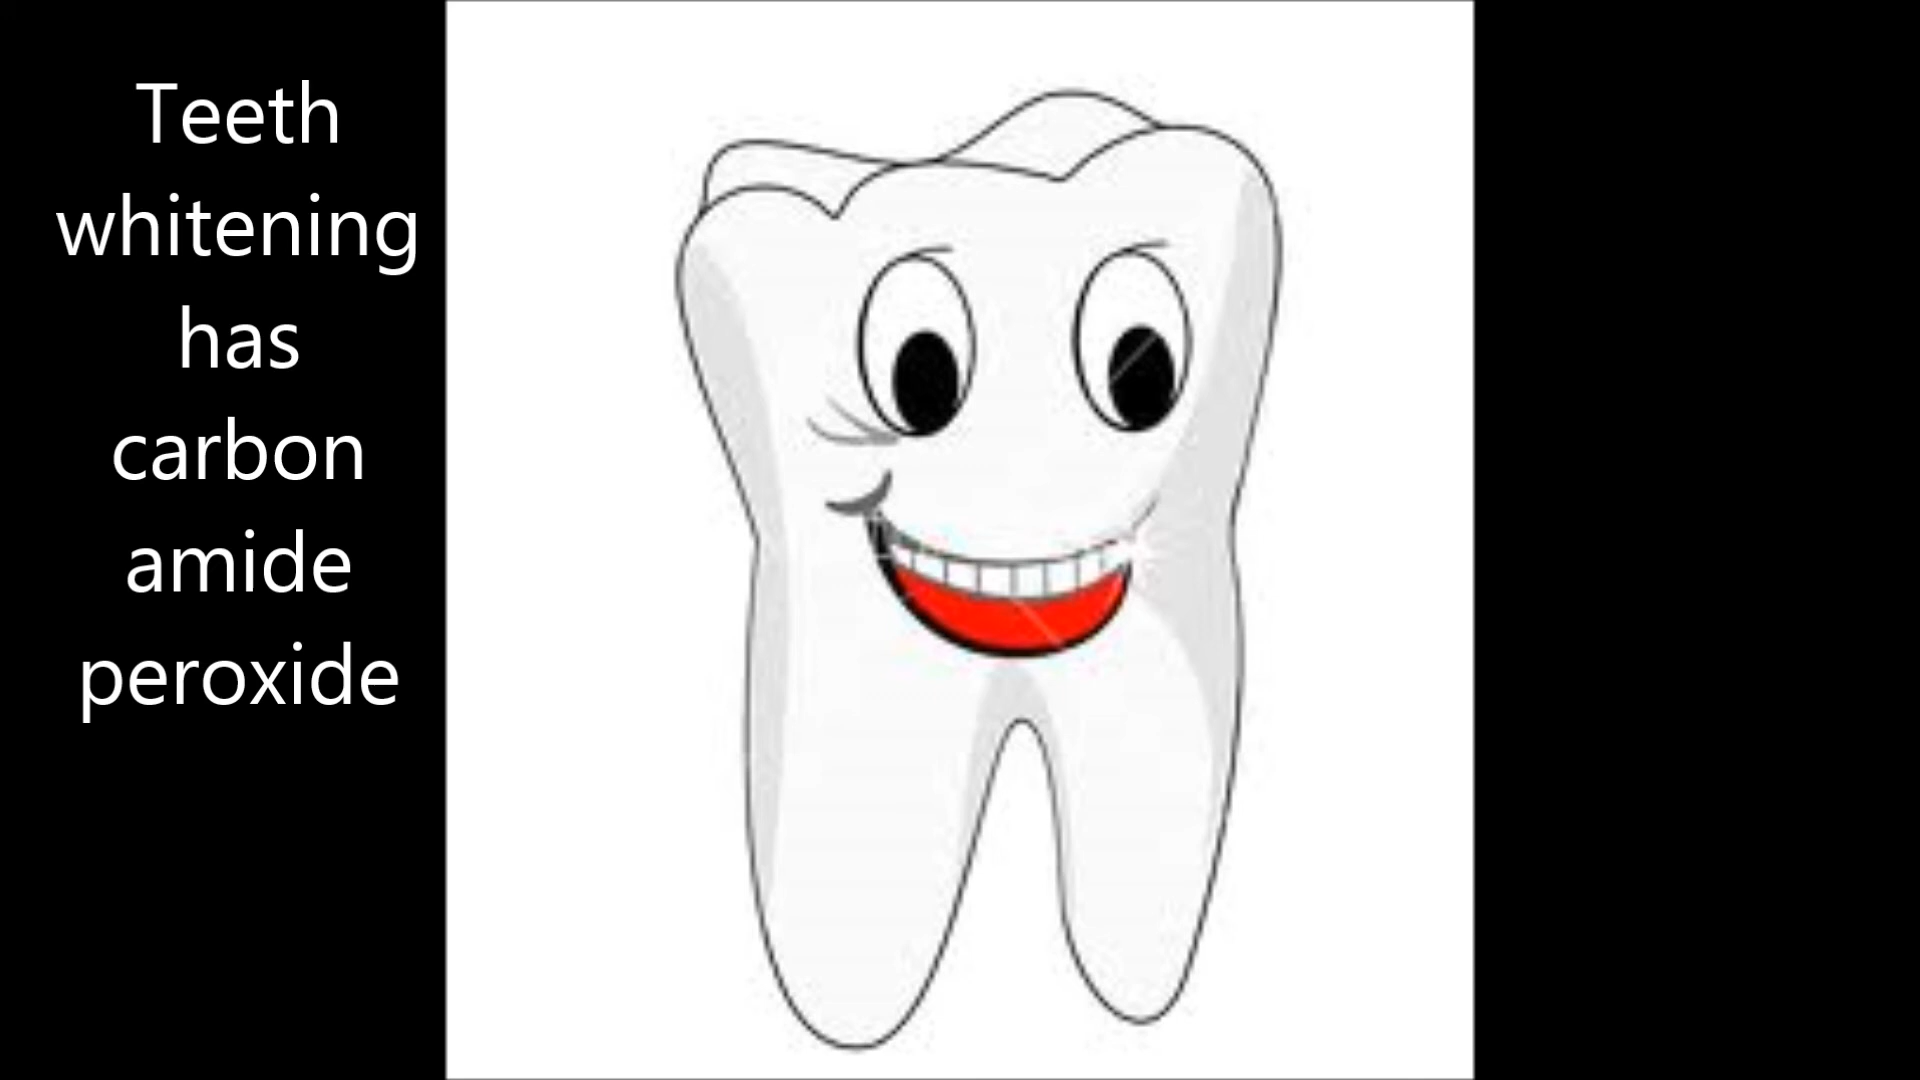 Teeth
whitening
has
carbon
amide
peroxide